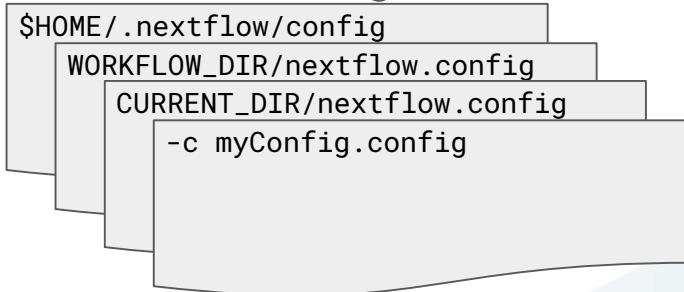 $HOME/.nextflow/config
WORKFLOW_DIR/nextflow.config
CURRENT_DIR/nextflow.config
-c myConfig.config